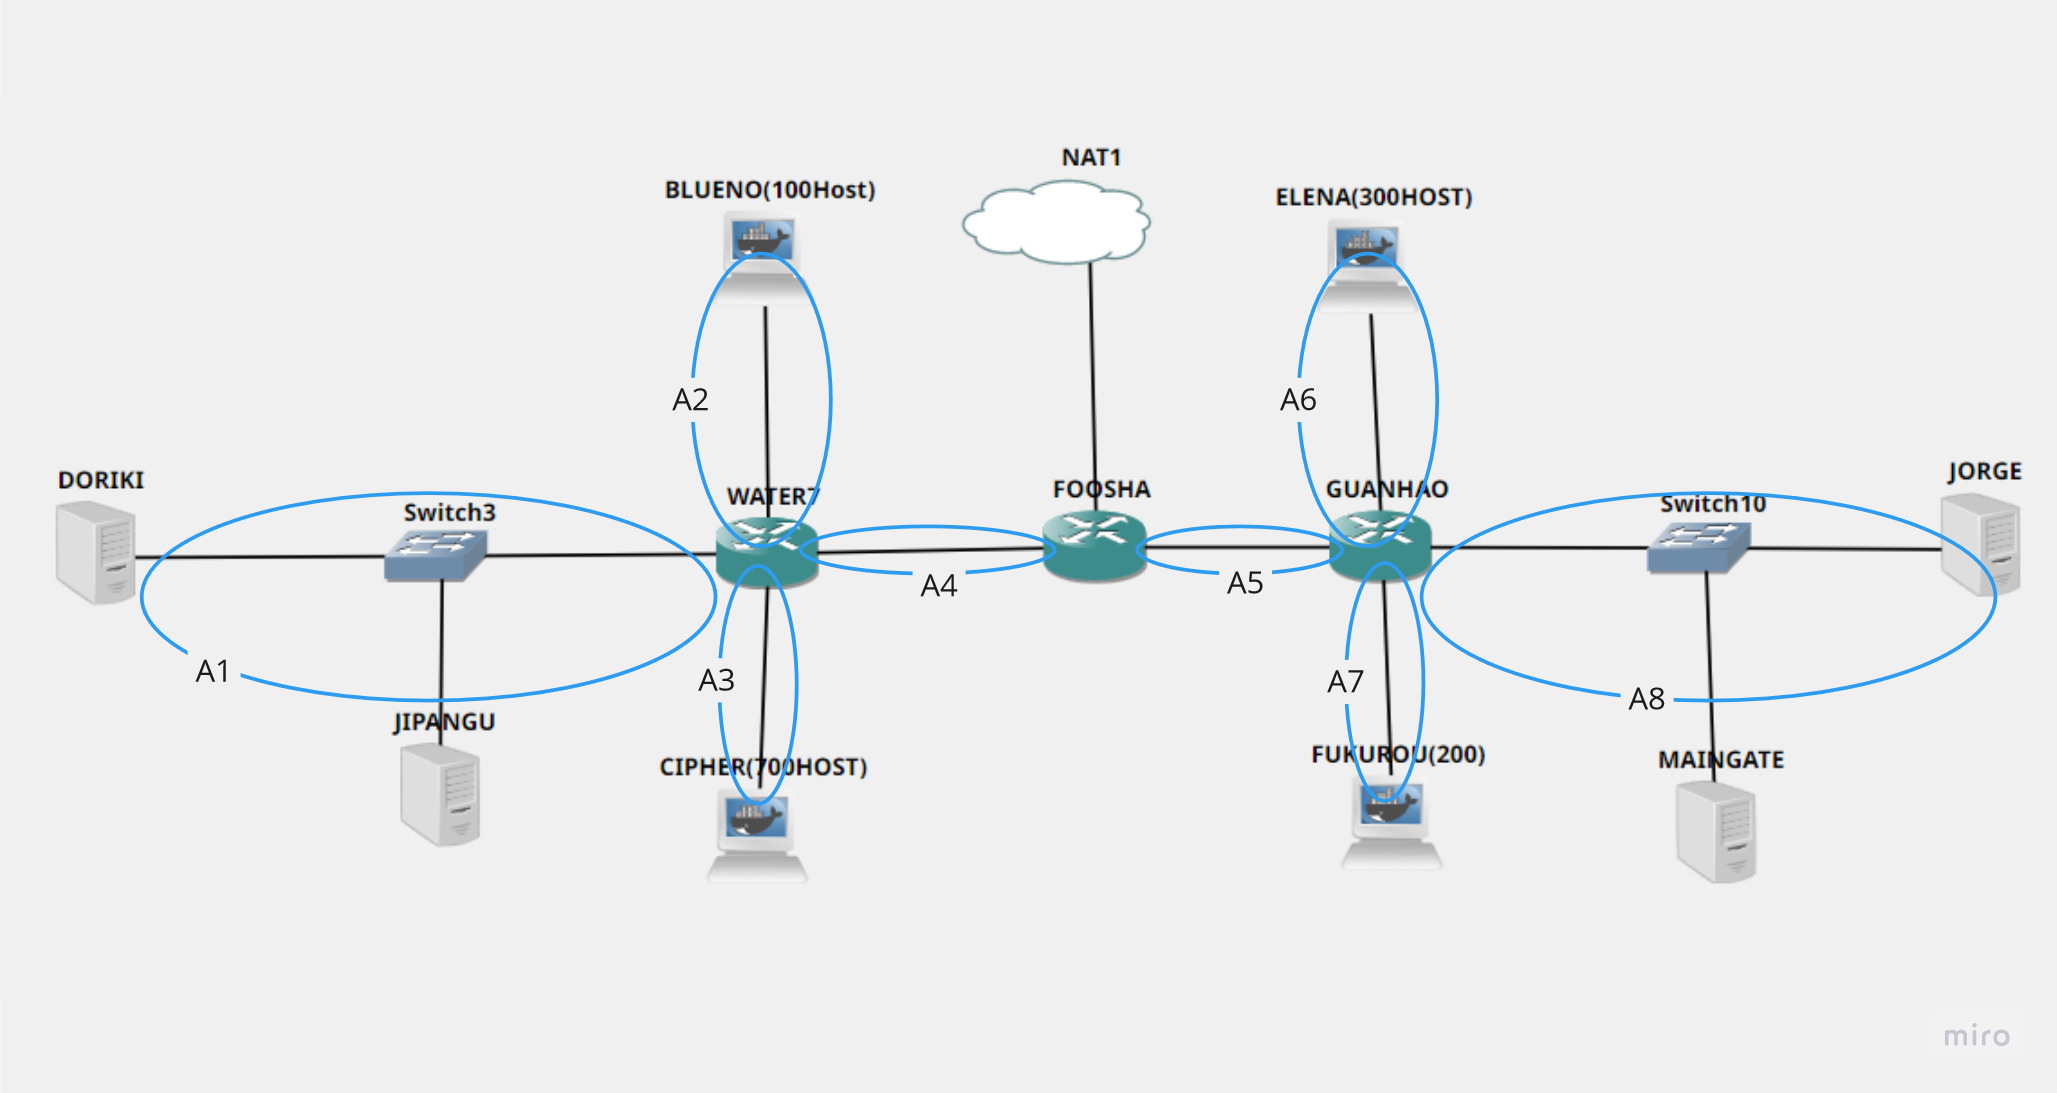 NAT1
BLUENO(100Host)
ELENA(300HOST)
A2
A6
DORIKI
Switch3
WATER7
FOOSHA
GUANHAO
Switch10
JORGE
A4
A5
A1
A3
A7
A8
JIPANGU
CIPHER(700HOST)
FUKUROU(200)
MAINGATE
miro